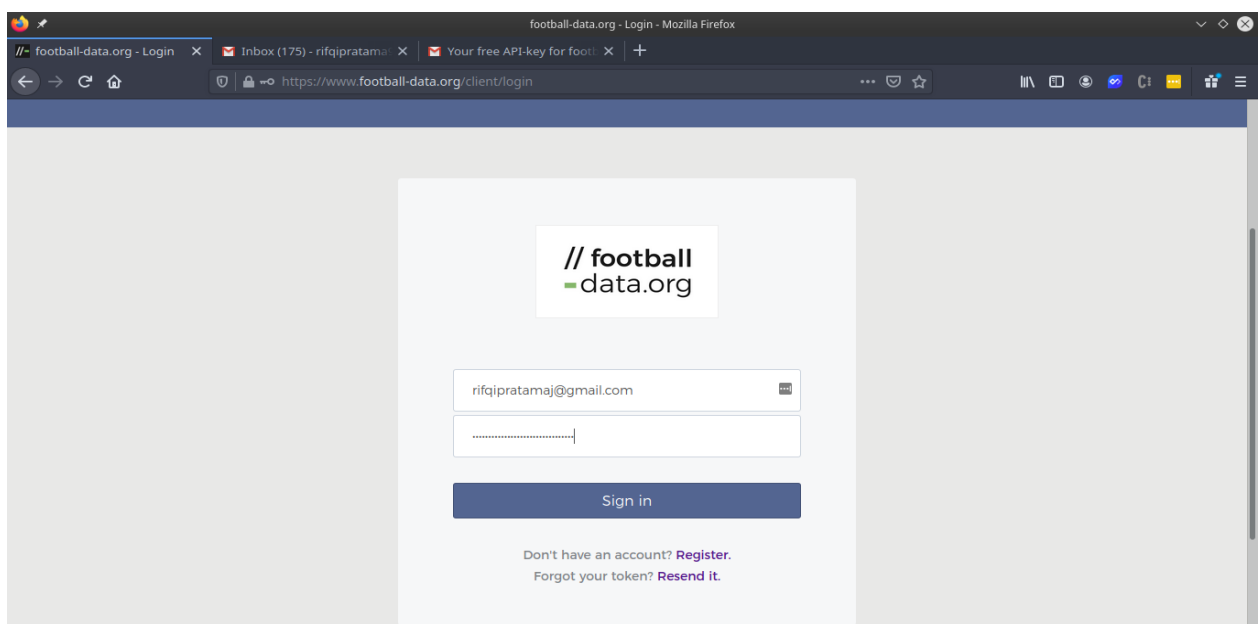 football-data.org - Login - Mozilla Firefox
//- football-data.org - Login
Inbox (175) - rifqipratama
Your free API-key for foot
https://www.football-data.org/client/login
// football
-data.org
rifqipratamaj@gmail.com
Sign in
Don't have an account? Register.
Forgot your token? Resend it.